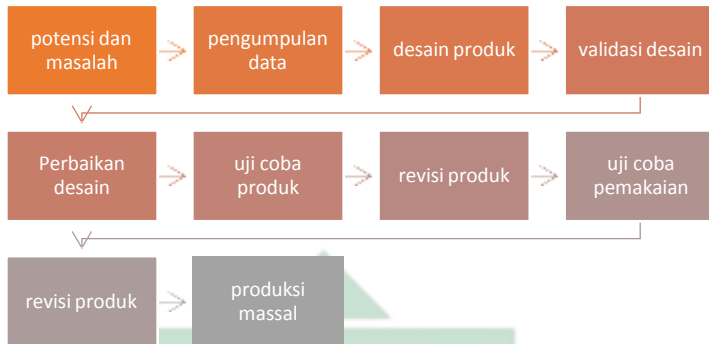 potensi dan
masalah
pengumpulan
data
desain produk
validasi desain
Perbaikan
desain
uji coba
produk
revisi produk
uji coba
pemakaian
revisi produk
produksi
massal